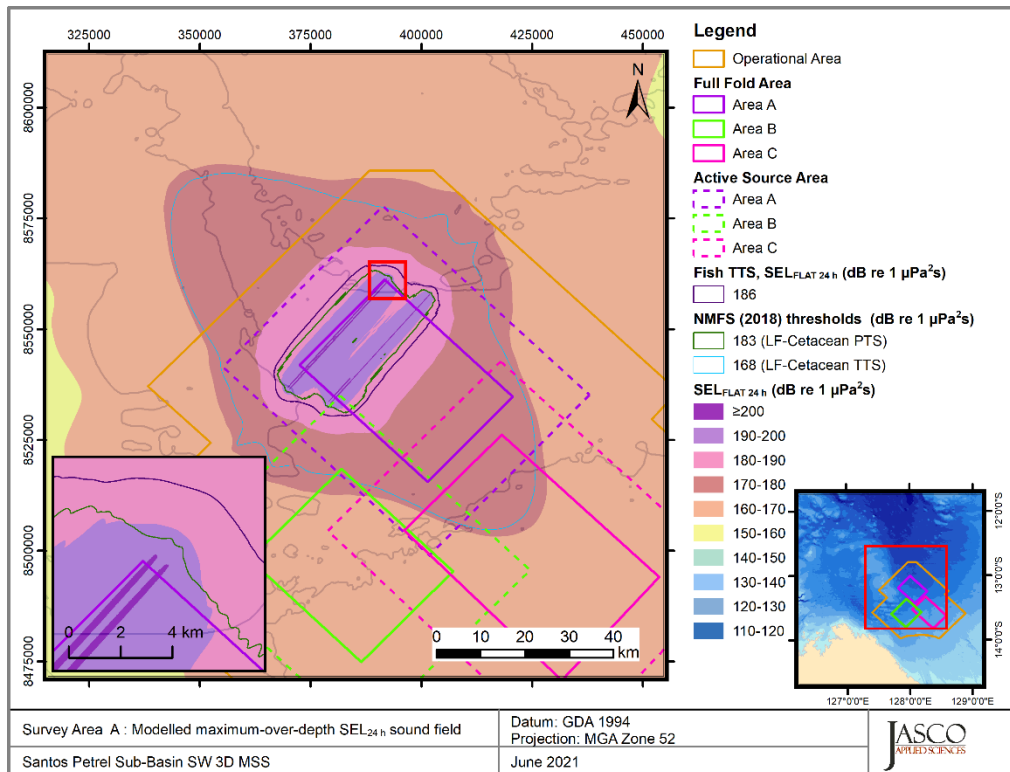 325000 350000 375000 400000 425000 450000
8600000
8575000
8550000
8525000
8500000
8475000
N
0 2 4 km
0 10 20 30 40
km
Legend
Operational Area
Full Fold Area
Area A
Area B
Area C
Active Source Area
Area A
Area B
Area C
Fish TTS, SELFLAT 24 h (dB re 1 µPa²s)
186
NMFS (2018) thresholds (dB re 1 µPa²s)
183 (LF-Cetacean PTS)
168 (LF-Cetacean TTS)
SELFLAT 24 h (dB re 1 µPa²s)
≥200
190-200
180-190
170-180
160-170
150-160
140-150
130-140
120-130
110-120
12°0'0"S
13°0'0"S
14°0'0"S
127°0'0"E 128°0'0"E 129°0'0"E
Survey Area A : Modelled maximum-over-depth SEL24 h sound field
Datum: GDA 1994
Projection: MGA Zone 52
Santos Petrel Sub-Basin SW 3D MSS
June 2021
JASCO
APPLIED SCIENCES